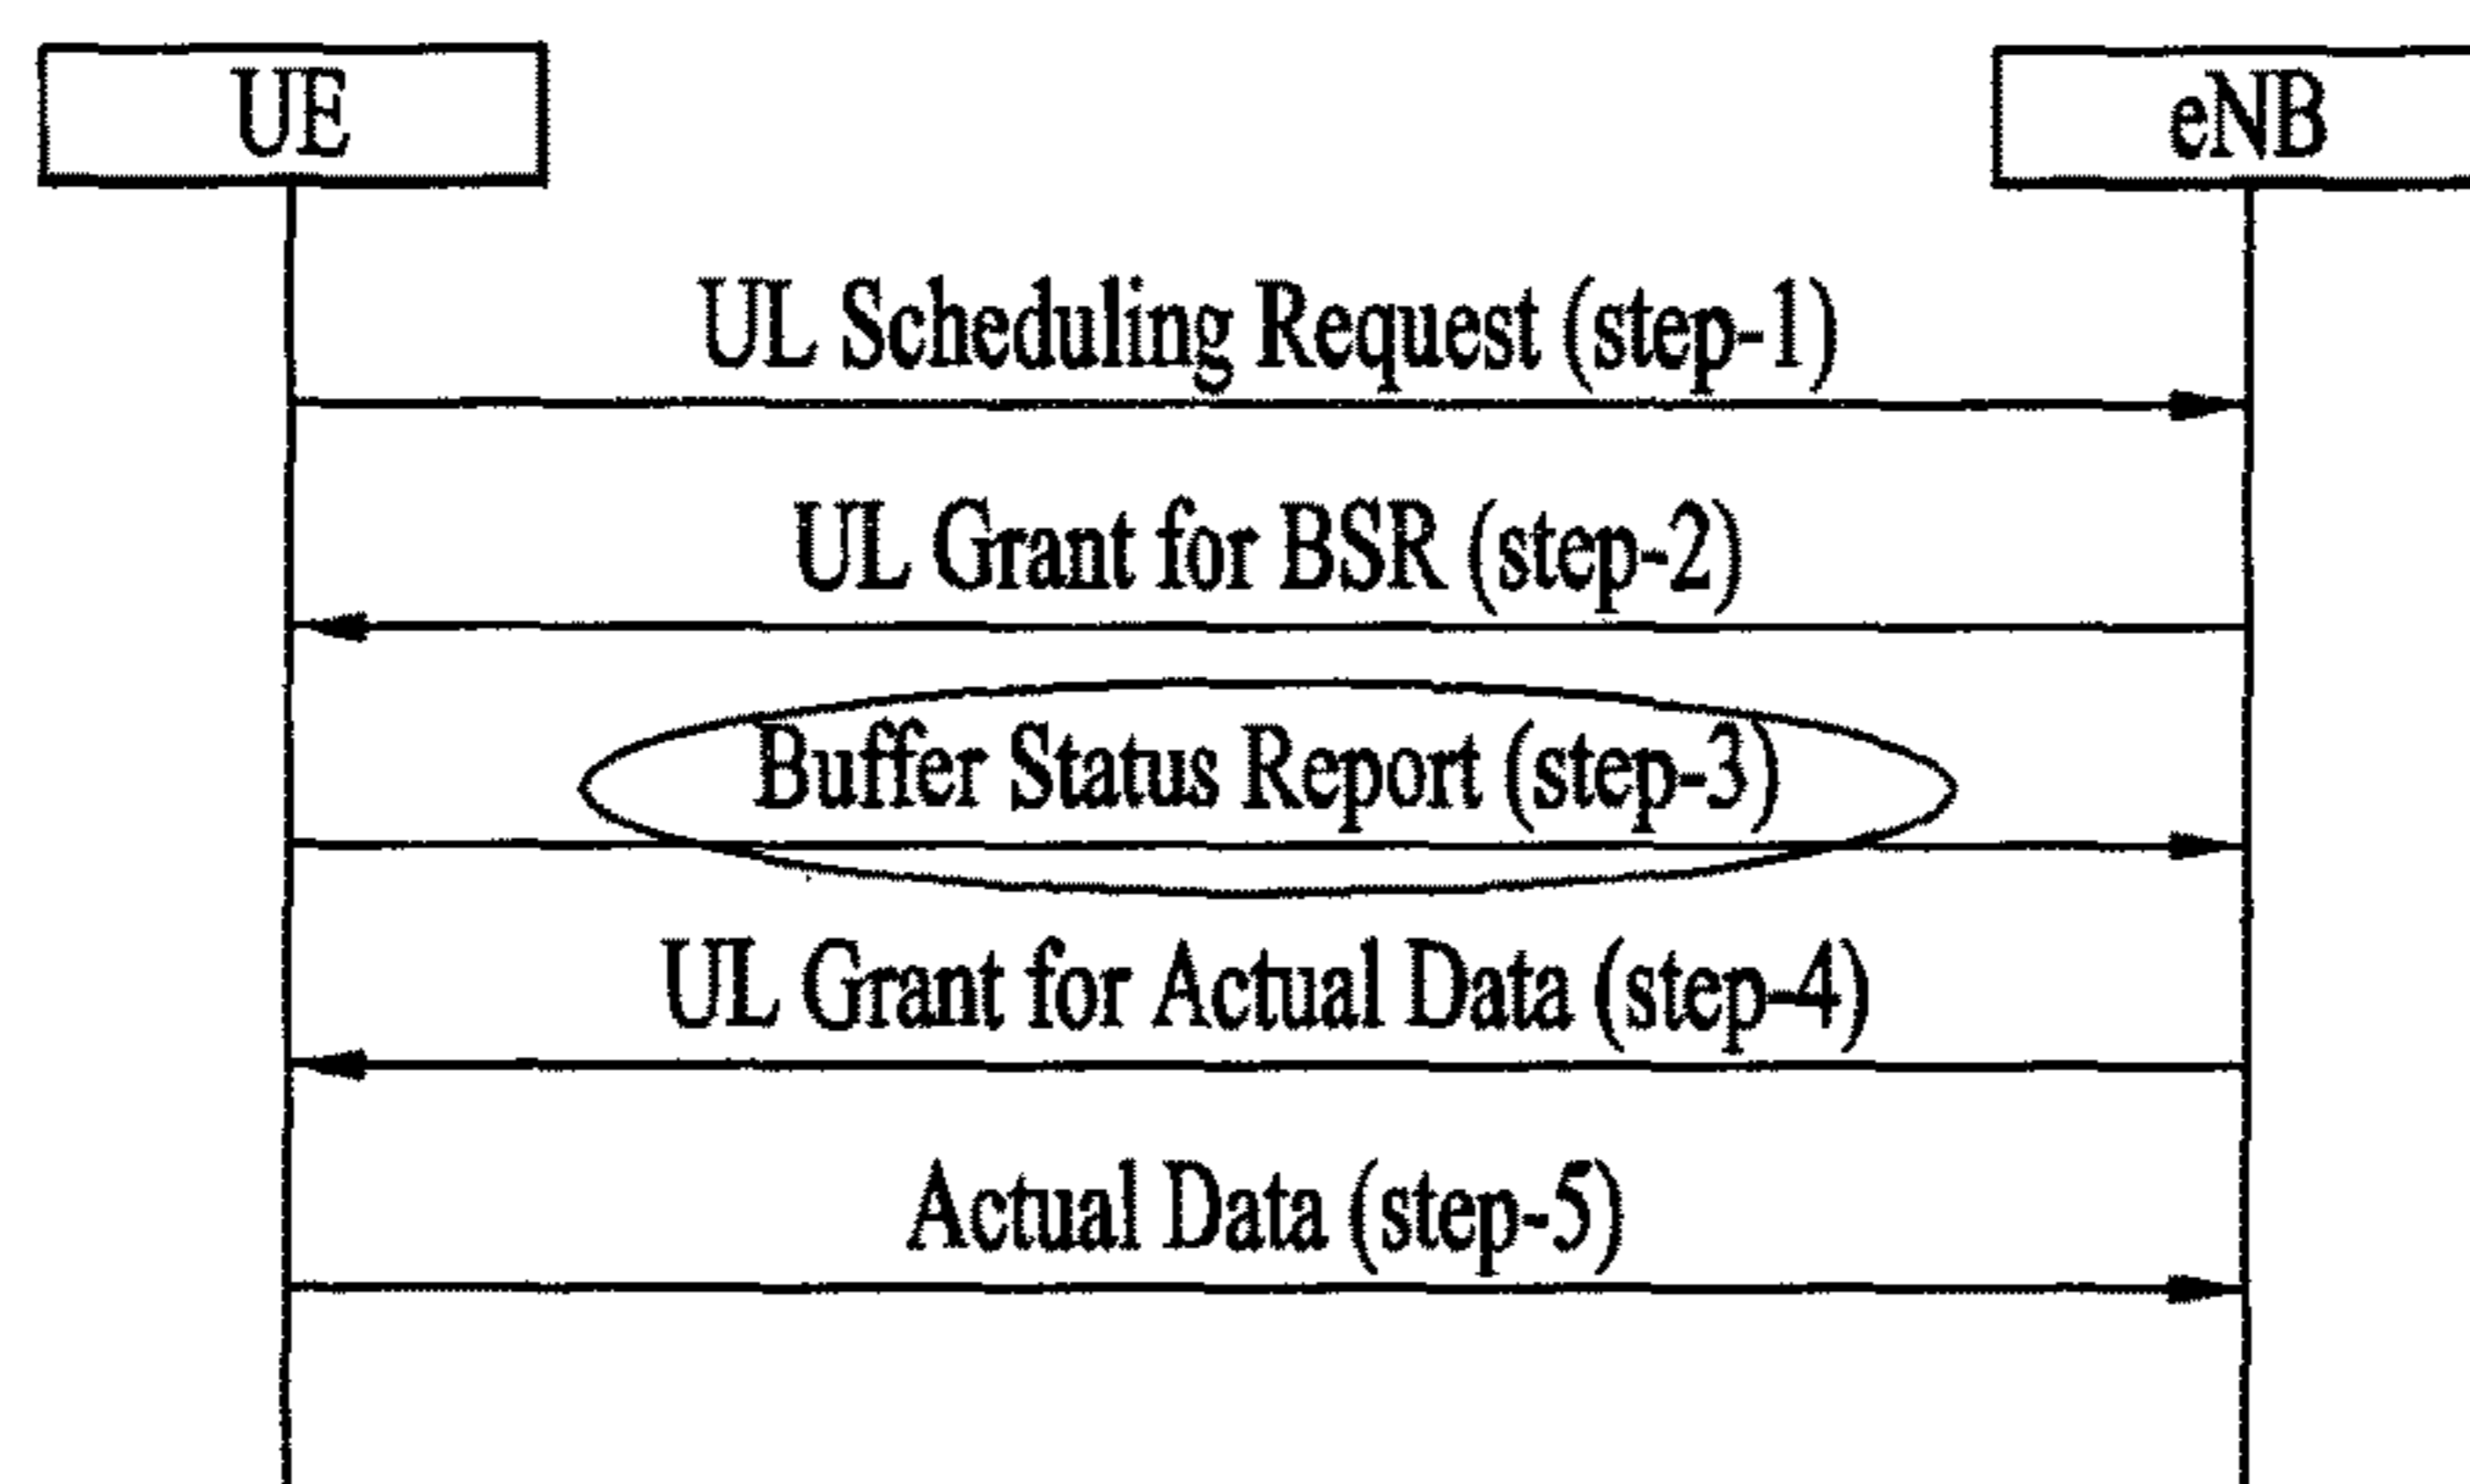 UE
eNB
UL Scheduling Request (step-1)
UL Grant for BSR (step-2)
Buffer Status Report (step-3)
UL Grant for Actual Data (step-4)
Actual Data (step-5)